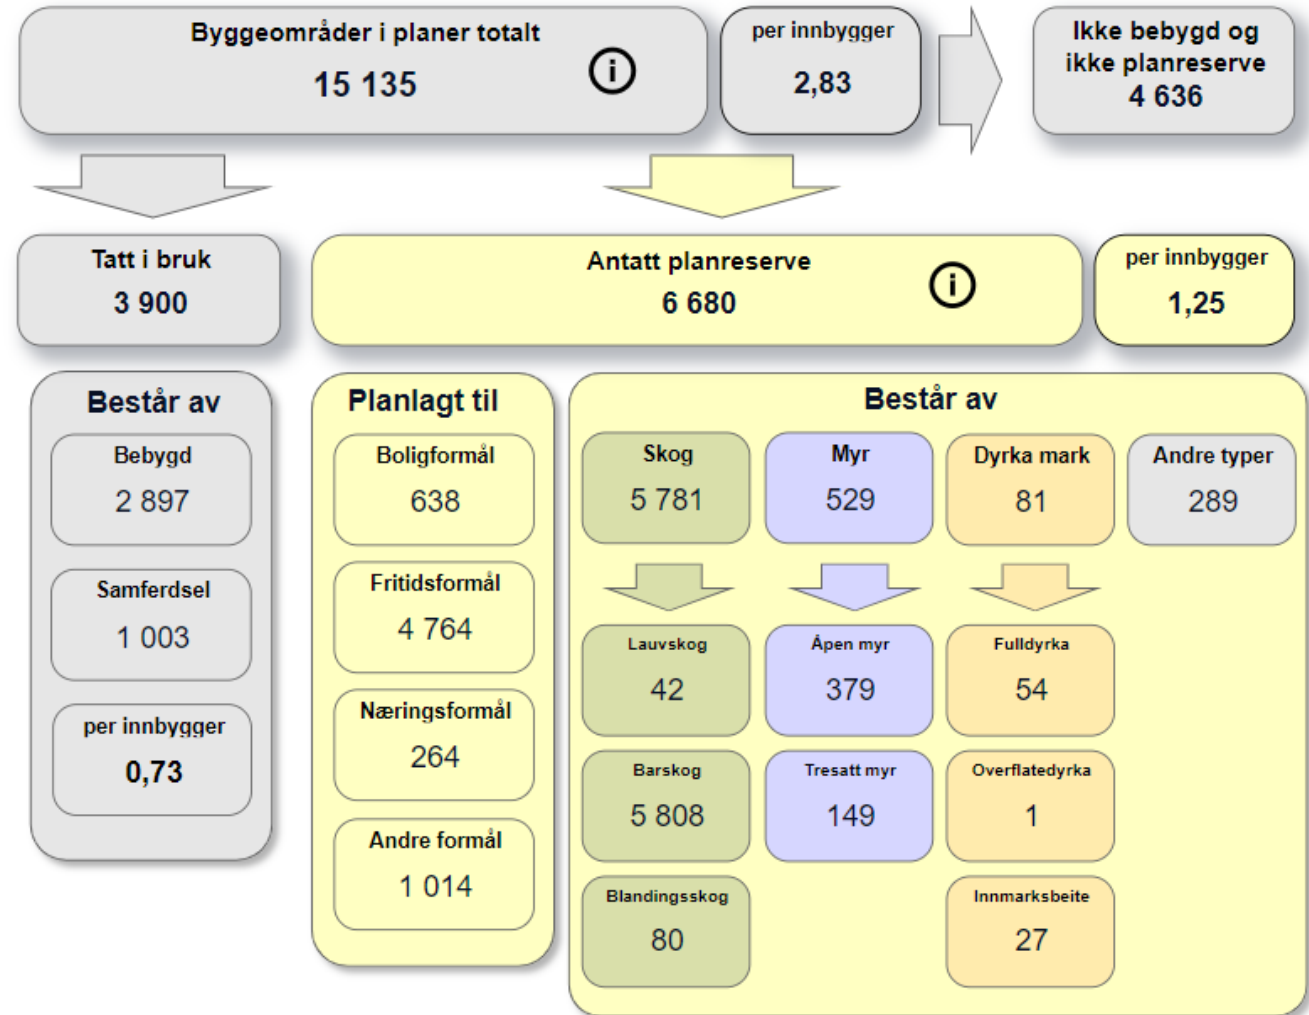 Byggeområder i planer totalt
15 135
i
per innbygger
2,83
Ikke bebygd og
ikke planreserve
4 636
Tatt i bruk
3 900
Antatt planreserve
6 680
i
per innbygger
1,25
Består av
Bebygd
2 897
Samferdsel
1 003
per innbygger
0,73
Planlagt til
Boligformål
638
Fritidsformål
4 764
Næringsformål
264
Andre formål
1 014
Består av
Skog
5 781
Myr
529
Dyrka mark
81
Andre typer
289
Lauvskog
42
Åpen myr
379
Fulldyrka
54
Barskog
5 808
Tresatt myr
149
Overflatedyrka
1
Blandingsskog
80
Innmarksbeite
27